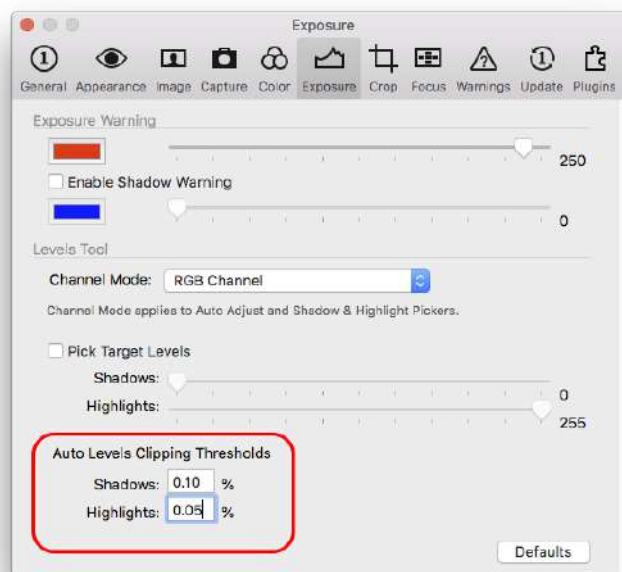 Exposure
General Appearance Image Capture Color Exposure Crop Focus Warnings Update Plugins
Exposure Warning
250
Enable Shadow Warning
0
Levels Tool
Channel Mode: RGB Channel
Channel Mode applies to Auto Adjust and Shadow & Highlight Pickers.
Pick Target Levels
Shadows: 0
Highlights: 255
Auto Levels Clipping Thresholds
Shadows: 0.10 %
Highlights: 0.05 %
Defaults